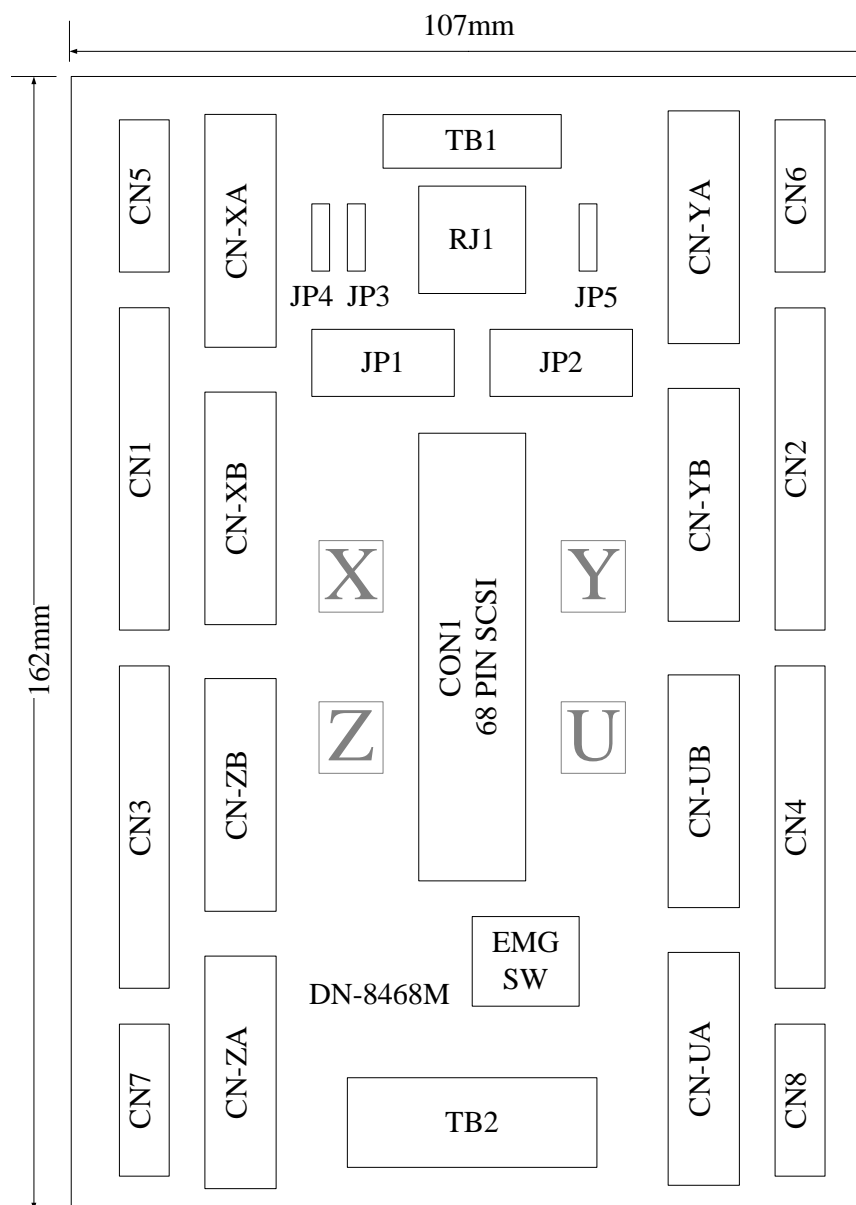 107mm
TB1
CN5
CN-XA
CN-YA
CN6
RJ1
JP4
JP3
JP5
JP1
JP2
CN1
CN-XB
CN-YB
CN2
X
Y
CON1
68 PIN SCSI
162mm
Z
U
CN3
CN-ZB
CN-UB
CN4
EMG
SW
DN-8468M
CN7
CN-ZA
CN-UA
CN8
TB2